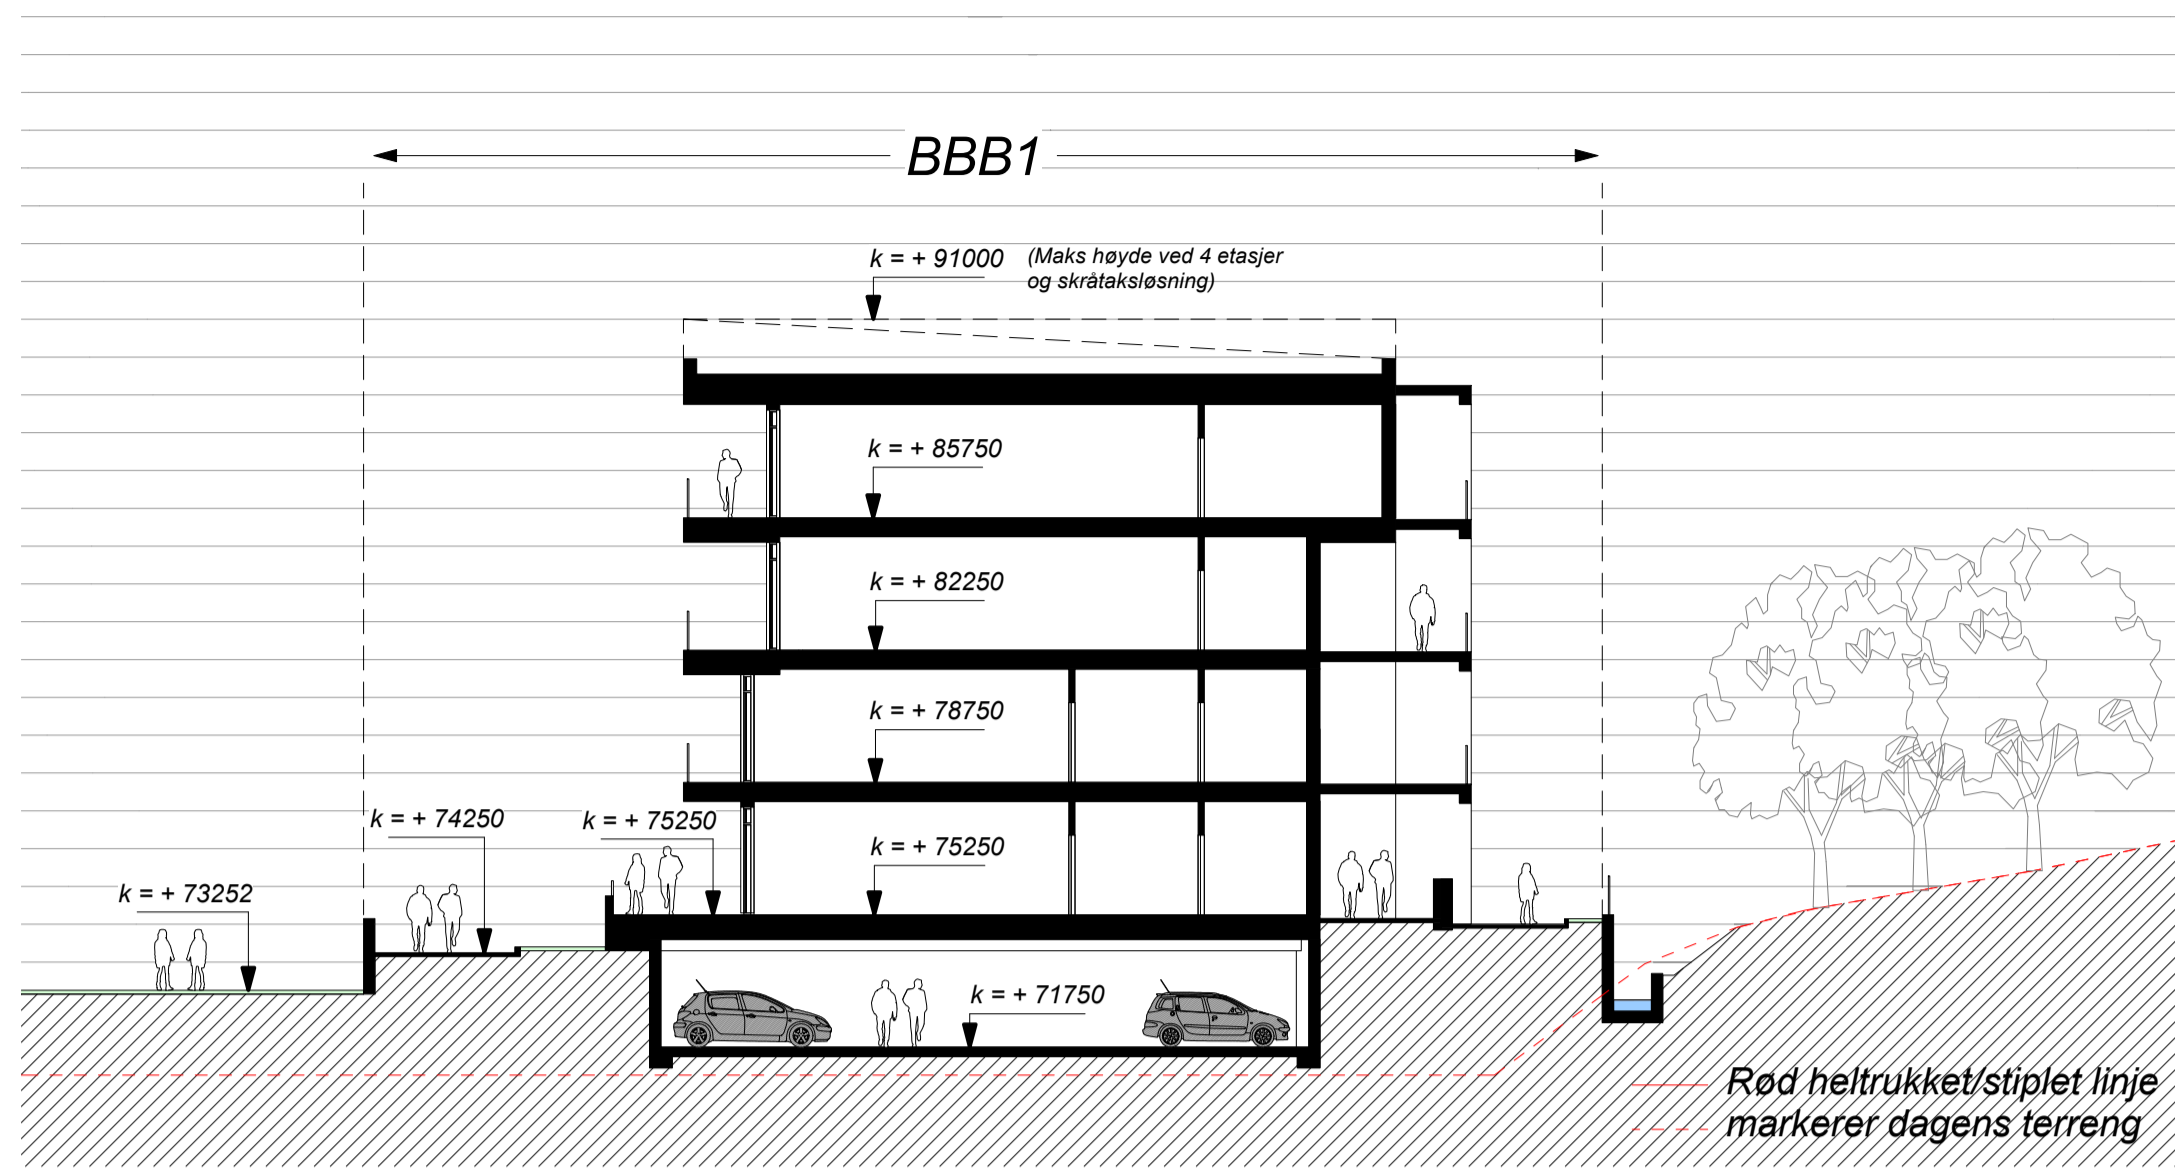 BBB1
k = + 91000
(Maks høyde ved 4 etasjer
og skråtaksløsning)
k = + 85750
k = + 82250
k = + 78750
k = + 74250
k = + 75250
k = + 75250
k = + 73252
k = + 71750
Rød heltrukket/stiplet linje
markerer dagens terreng